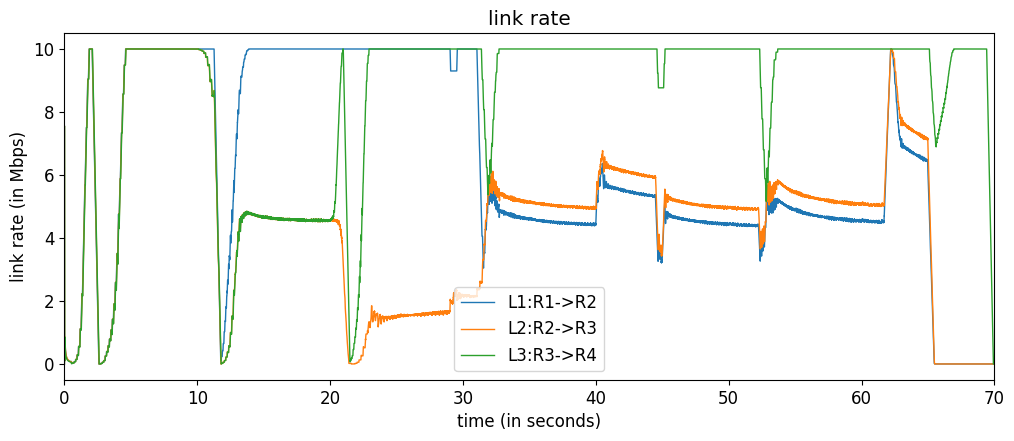 link rate
link rate (in Mbps)
10
8
6
4
2
0
L1:R1->R2
L2:R2->R3
L3:R3->R4
0 10 20 30 40 50 60 70
time (in seconds)